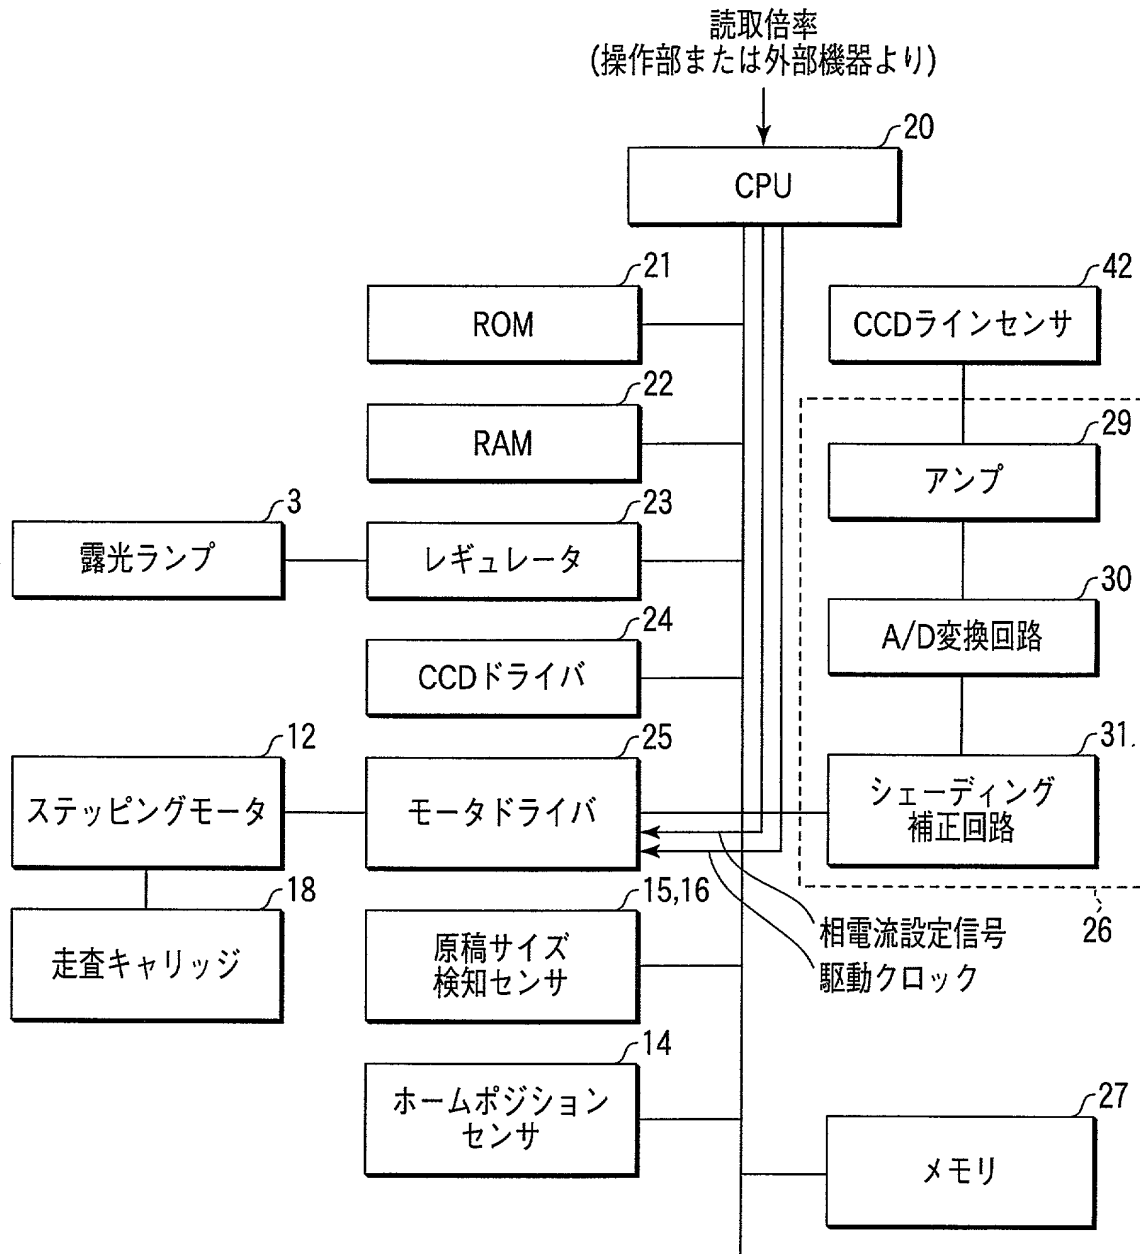 読取倍率
(操作部または外部機器より)
20
CPU
21
ROM
42
CCDラインセンサ
22
RAM
29
アンプ
3
露光ランプ
23
レギュレータ
30
A/D変換回路
24
CCDドライバ
12
ステッピングモータ
25
モータドライバ
31
シェーディング
補正回路
18
走査キャリッジ
15,16
原稿サイズ
検知センサ
相電流設定信号
駆動クロック
26
14
ホームポジション
センサ
27
メモリ